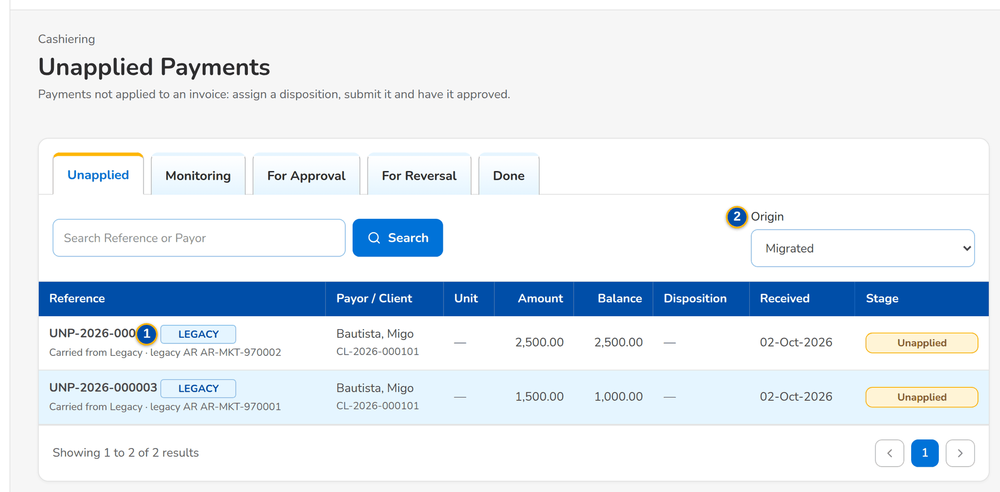 Cashiering
Unapplied Payments
Payments not applied to an invoice: assign a disposition, submit it and have it approved.
Unapplied Monitoring For Approval For Reversal Done
2 Origin
Search Reference or Payor Search Migrated
Reference Payor / Client Unit Amount Balance Disposition Received Stage
UNP-2026-000 1 LEGACY Bautista, Migo — 2,500.00 2,500.00 — 02-Oct-2026 Unapplied
Carried from Legacy · legacy AR AR-MKT-970002 CL-2026-000101
UNP-2026-000003 LEGACY Bautista, Migo — 1,500.00 1,000.00 — 02-Oct-2026 Unapplied
Carried from Legacy · legacy AR AR-MKT-970001 CL-2026-000101
Showing 1 to 2 of 2 results 1